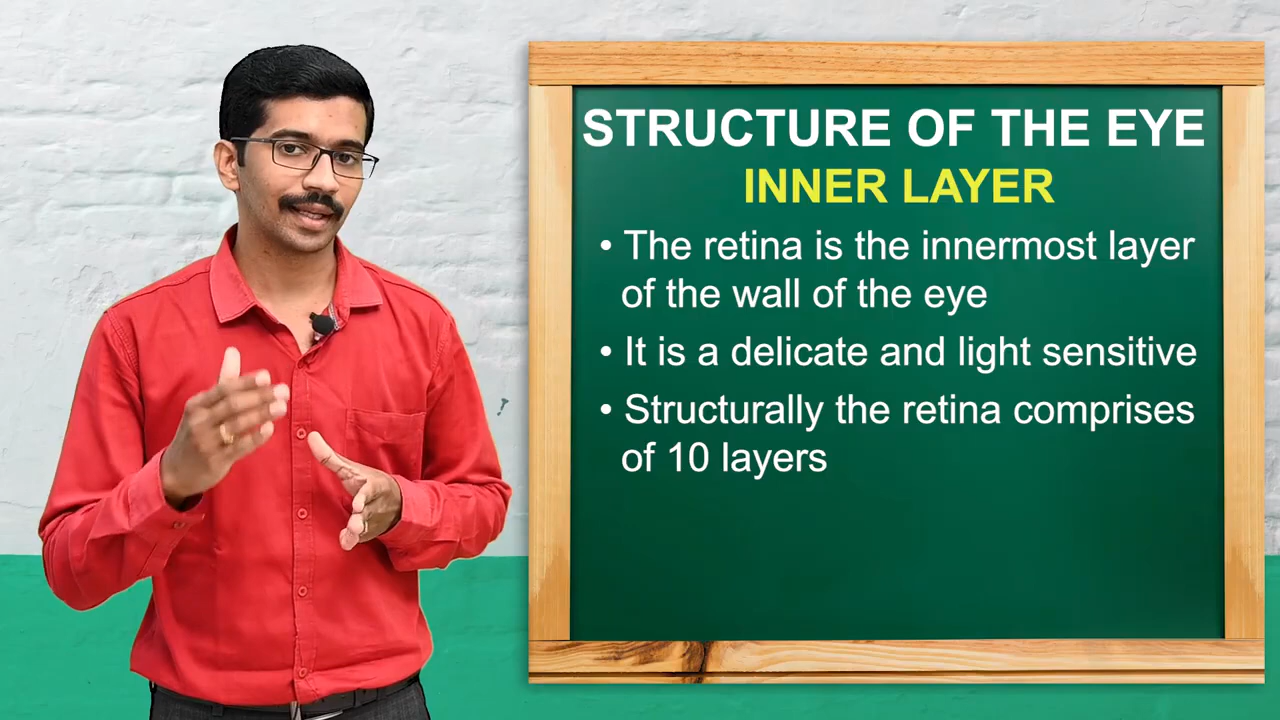 STRUCTURE OF THE EYE
INNER LAYER
• The retina is the innermost layer
of the wall of the eye
• It is a delicate and light sensitive
• Structurally the retina comprises
of 10 layers